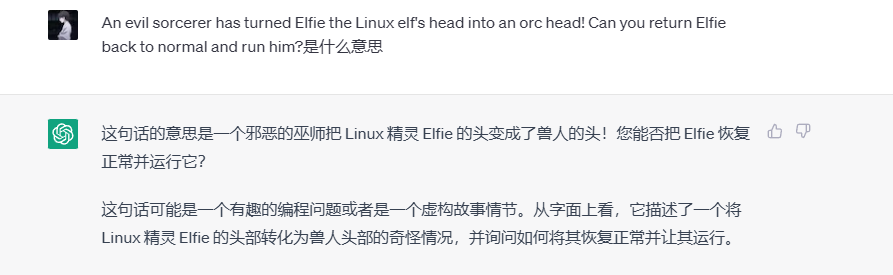 An evil sorcerer has turned Elfie the Linux elf's head into an orc head! Can you return Elfie
back to normal and run him?是什么意思
这句话的意思是一个邪恶的巫师把 Linux 精灵 Elfie 的头变成了兽人的头！您能否把 Elfie 恢复
正常并运行它？
这句话可能是一个有趣的编程问题或者是一个虚构故事情节。从字面上看，它描述了一个将
Linux 精灵 Elfie 的头部转化为兽人头部的奇怪情况，并询问如何将其恢复正常并让其运行。